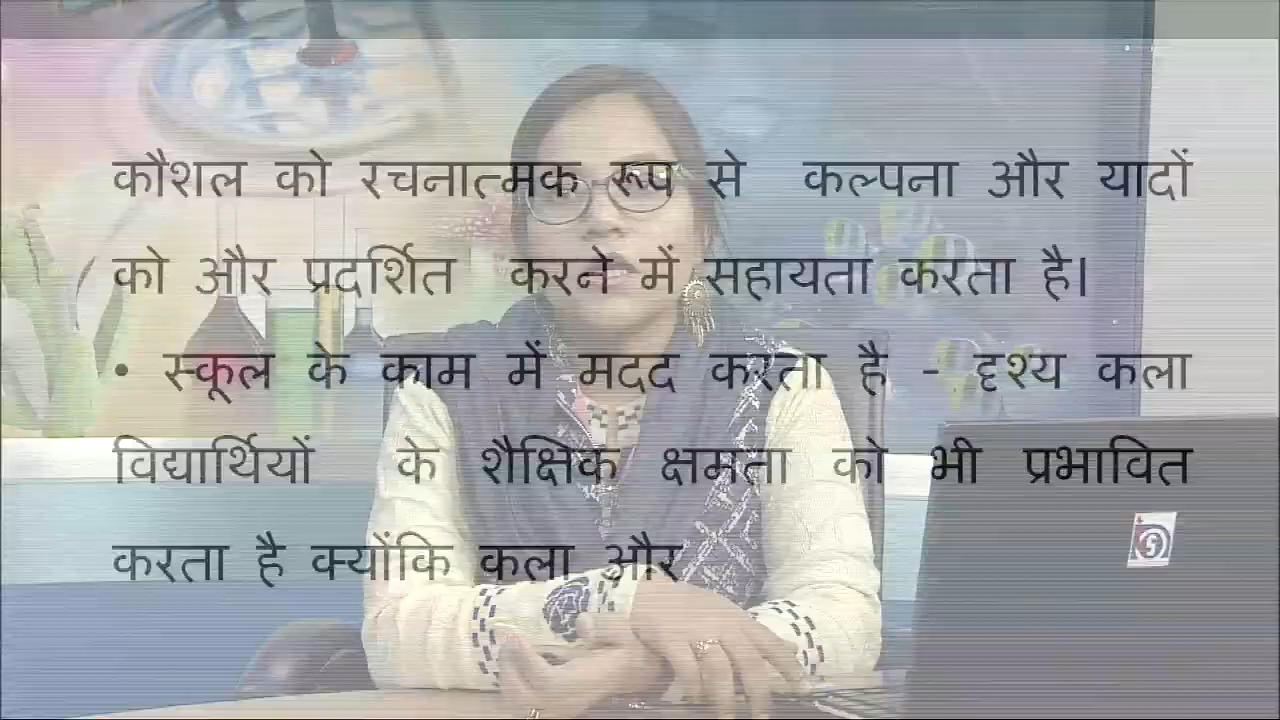 कौशल को रचनात्मक रूप से कल्पना और यादों
को और प्रदर्शित करने में सहायता करता है।
• स्कूल के काम में मदद करता है - दृश्य कला
विद्यार्थियों के शैक्षिक क्षमता को भी प्रभावित
करता है क्योंकि कला और